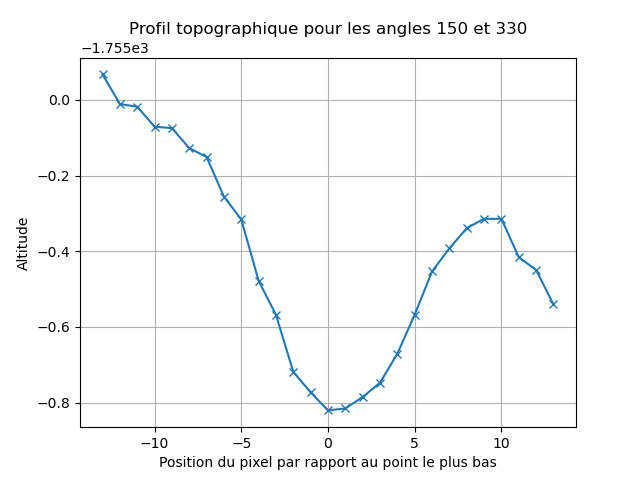 Profil topographique pour les angles 150 et 330
−1.755e3
0.0
−0.2
−0.4
−0.6
−0.8
Altitude
−10 −5 0 5 10
Position du pixel par rapport au point le plus bas